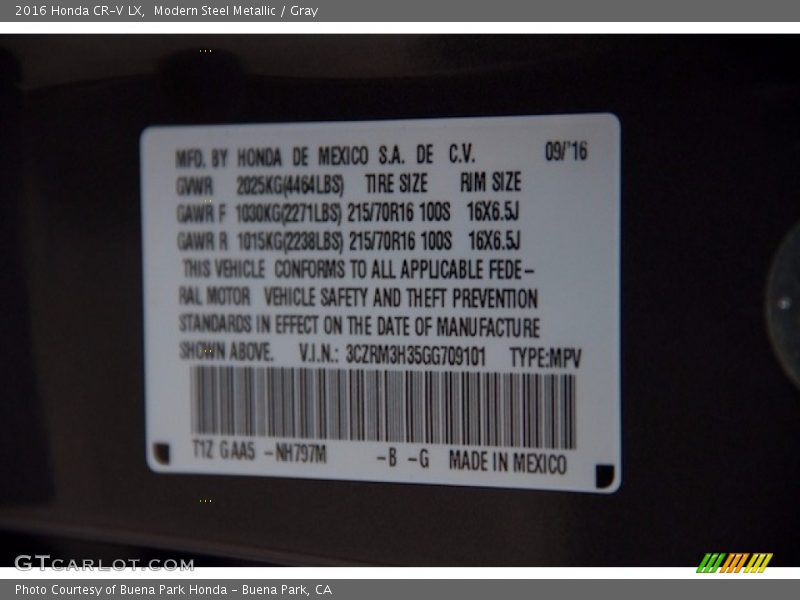 2016 Honda CR-V LX,  Modern Steel Metallic / Gray
MFD. BY HONDA DE MEXICO S.A. DE C.V. 09/'16
GVWR 2025KG(4464LBS) TIRE SIZE RIM SIZE
GAWR F 1030KG(2271LBS) 215/70R16 100S 16X6.5J
GAWR R 1015KG(2238LBS) 215/70R16 100S 16X6.5J
THIS VEHICLE CONFORMS TO ALL APPLICABLE FEDE-
RAL MOTOR VEHICLE SAFETY AND THEFT PREVENTION
STANDARDS IN EFFECT ON THE DATE OF MANUFACTURE
SHOWN ABOVE. V.I.N.: 3CZRM3H35GG709101 TYPE:MPV
T1Z GAA5 -NH797M -B -G MADE IN MEXICO
GTCARLOT.COM
Photo Courtesy of Buena Park Honda - Buena Park, CA